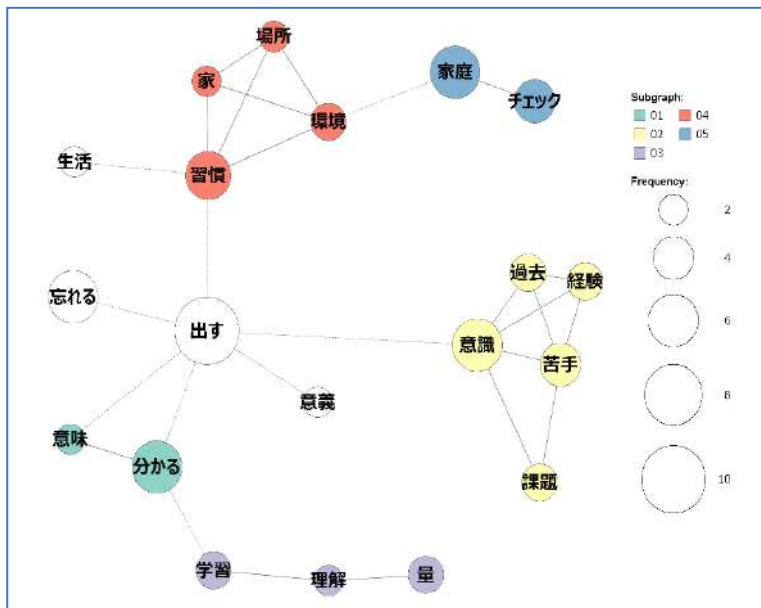 場所
家
家庭
チェック
環境
生活
習慣
忘れる
出す
過去
経験
意識
苦手
意義
意味
分かる
課題
学習
理解
量
Subgraph:
01 04
02 05
03
Frequency:
2
4
6
8
10